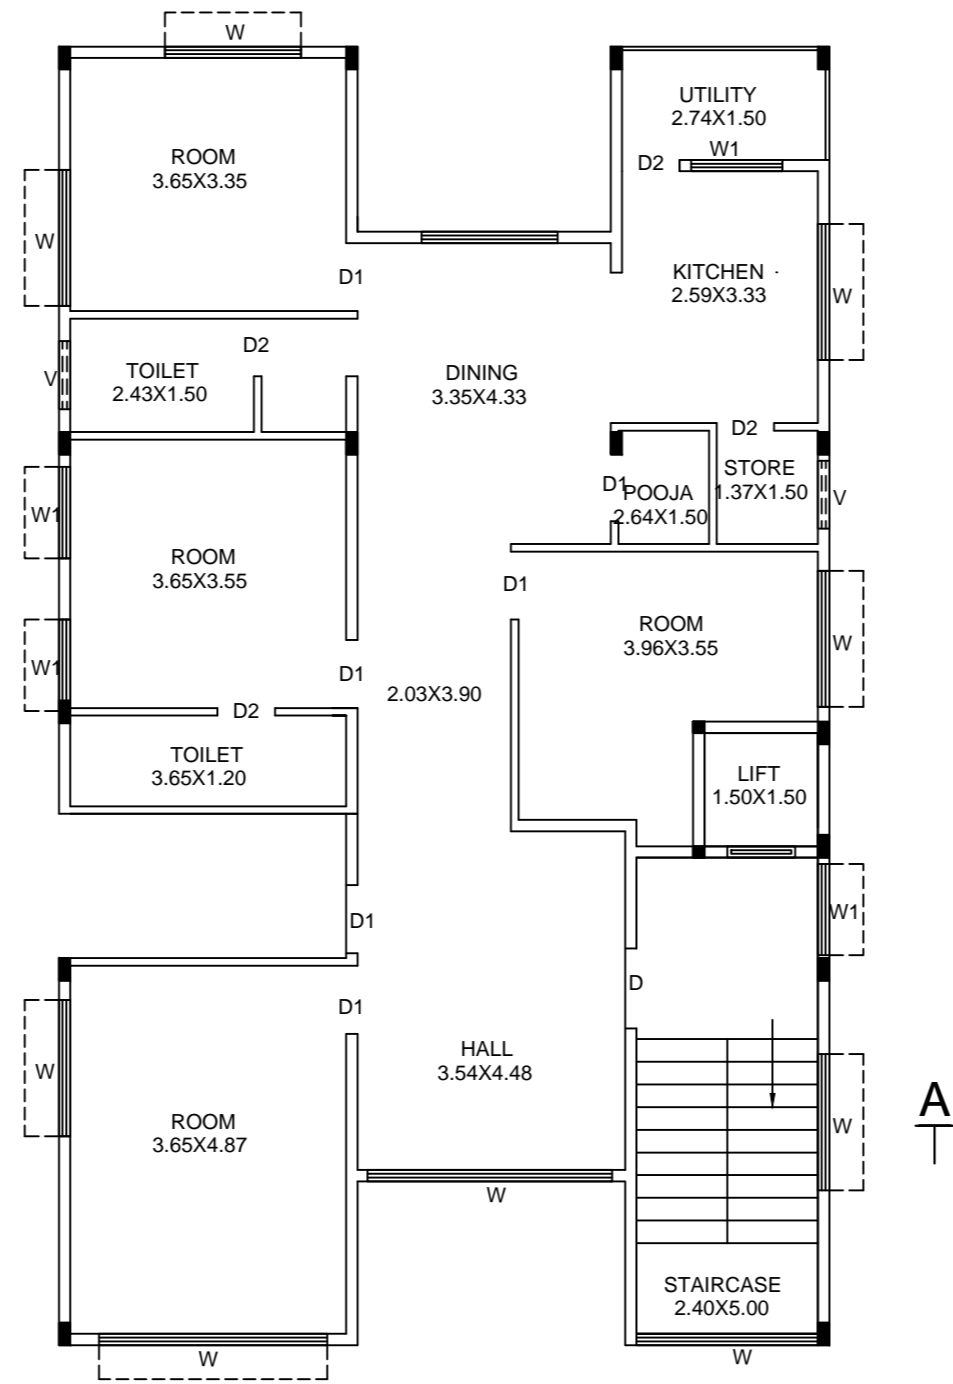 W
UTILITY
2.74X1.50
W1
D2
ROOM
3.65X3.35
W
D1
KITCHEN
2.59X3.33
W
D2
TOILET
2.43X1.50
V
DINING
3.35X4.33
D2
STORE
1.37X1.50
V
D1
POOJA
2.64X1.50
W1
ROOM
3.65X3.55
D1
ROOM
3.96X3.55
W
W1
D1
2.03X3.90
D2
TOILET
3.65X1.20
LIFT
1.50X1.50
D1
W1
D
D1
HALL
3.54X4.48
W
ROOM
3.65X4.87
W
A
W
STAIRCASE
2.40X5.00
W
W